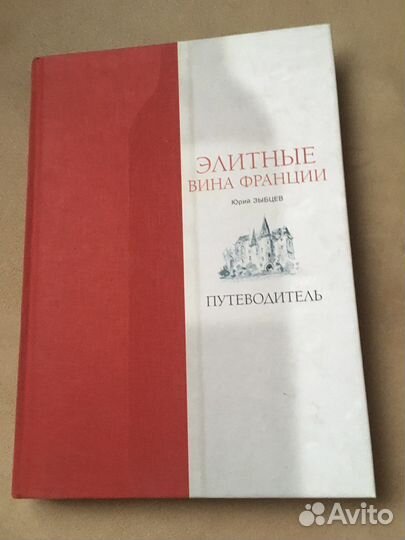 ЭЛИТНЫЕ
ВИНА ФРАНЦИИ
Юрий ЗЫБЦЕВ
ПУТЕВОДИТЕЛЬ
Avito